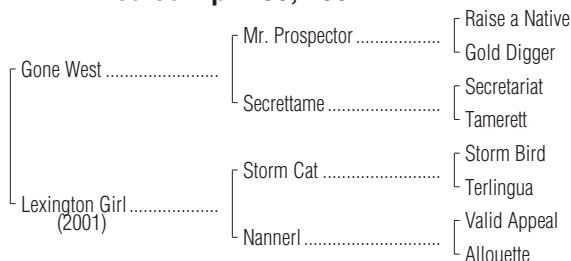 Raise a Native
Mr. Prospector
Gold Digger
Gone West
Secretariat
Secrettame
Tamerett
Storm Bird
Storm Cat
Terlingua
Lexington Girl
(2001)
Valid Appeal
Nannerl
Allouette